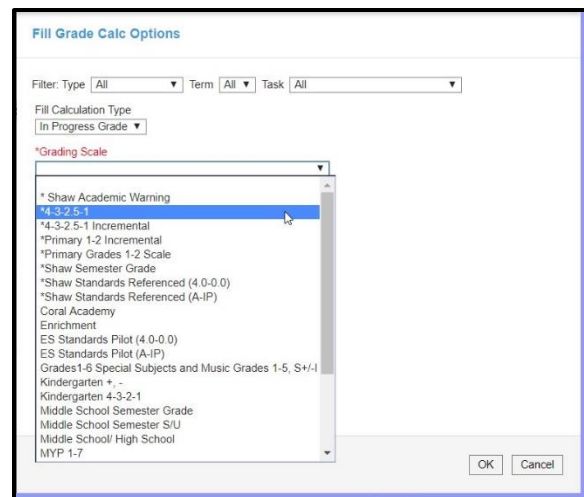 Fill Grade Calc Options
Filter: Type All Term All Task All
Fill Calculation Type
In Progress Grade
*Grading Scale
* Shaw Academic Warning
*4-3-2.5-1
*4-3-2.5-1 Incremental
*Primary 1-2 Incremental
*Primary Grades 1-2 Scale
*Shaw Semester Grade
*Shaw Standards Referenced (4.0-0.0)
*Shaw Standards Referenced (A-IP)
Coral Academy
Enrichment
ES Standards Pilot (4.0-0.0)
ES Standards Pilot (A-IP)
Grades1-6 Special Subjects and Music Grades 1-5, S+/-I
Kindergarten +, -
Kindergarten 4-3-2-1
Middle School Semester Grade
Middle School Semester S/U
Middle School/ High School
MYP 1-7
OK Cancel